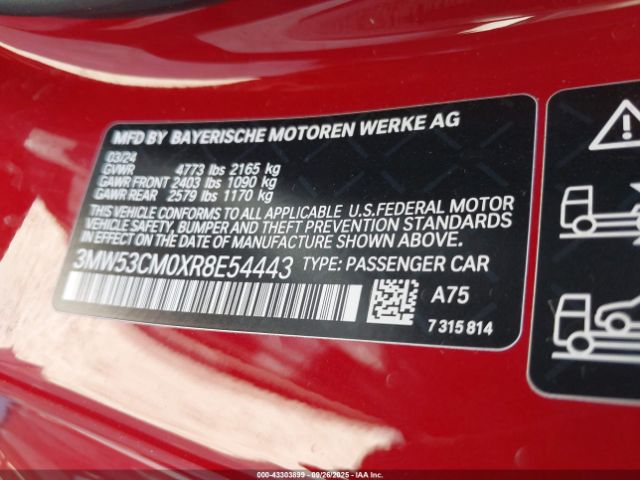 MFD BY BAYERISCHE MOTOREN WERKE AG
03/24
GVWR 4773 lbs 2165 kg
GAWR FRONT 2403 lbs 1090 kg
GAWR REAR 2579 lbs 1170 kg
THIS VEHICLE CONFORMS TO ALL APPLICABLE U.S.FEDERAL MOTOR
VEHICLE SAFETY, BUMPER AND THEFT PREVENTION STANDARDS
IN EFFECT ON THE DATE OF MANUFACTURE SHOWN ABOVE.
3MW53CM0XR8E54443 TYPE: PASSENGER CAR
A75
7 315 814
00-43303899 - 09/26/2025 - IAA Inc.